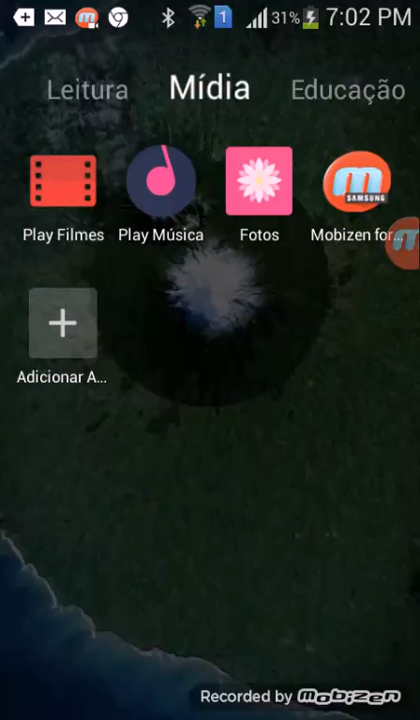 1 31% 7:02 PM
Leitura Mídia Educação
Play Filmes Play Música Fotos Mobizen for...
m SAMSUNG
Adicionar A...
Recorded by mobizen